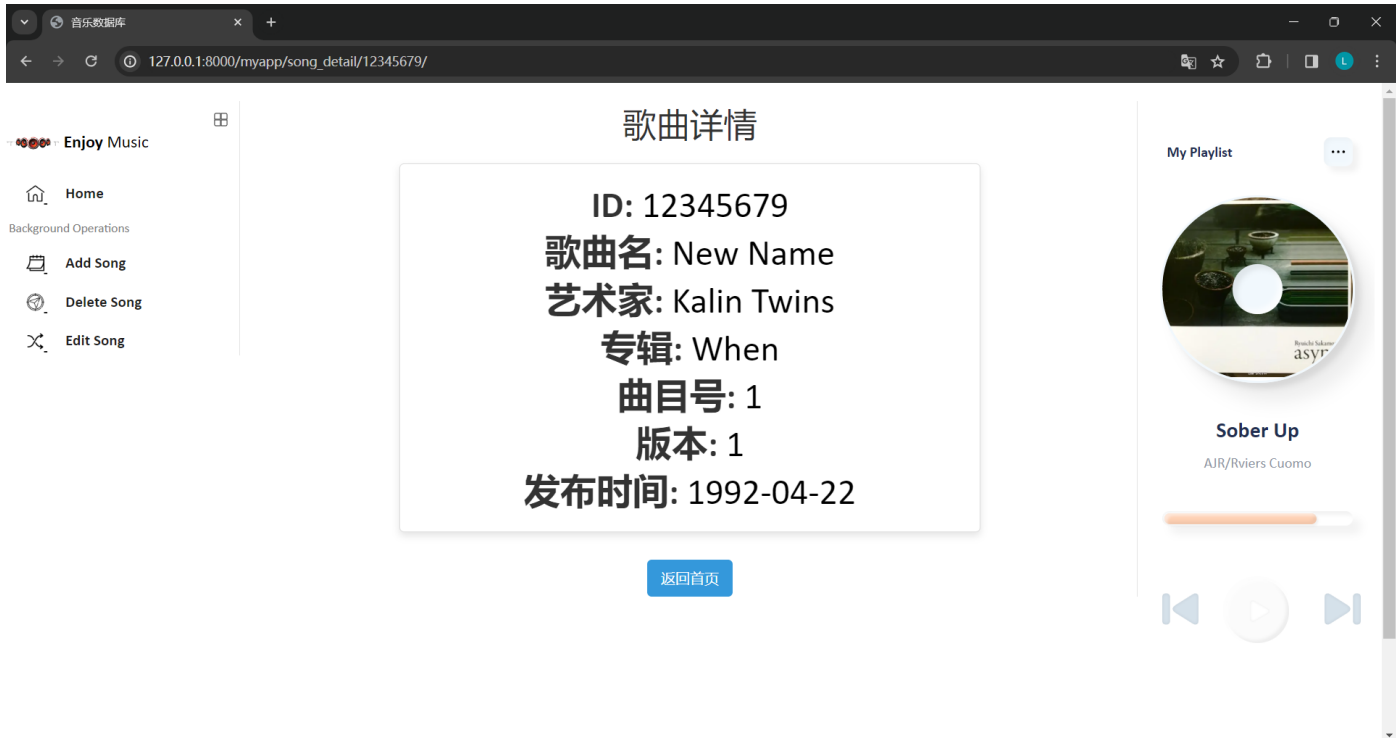 音乐数据库
127.0.0.1:8000/myapp/song_detail/12345679/
L
Enjoy Music
Home
Background Operations
Add Song
Delete Song
Edit Song
歌曲详情
ID: 12345679
歌曲名: New Name
艺术家: Kalin Twins
专辑: When
曲目号: 1
版本: 1
发布时间: 1992-04-22
返回首页
My Playlist
Sober Up
AJR/Rviers Cuomo